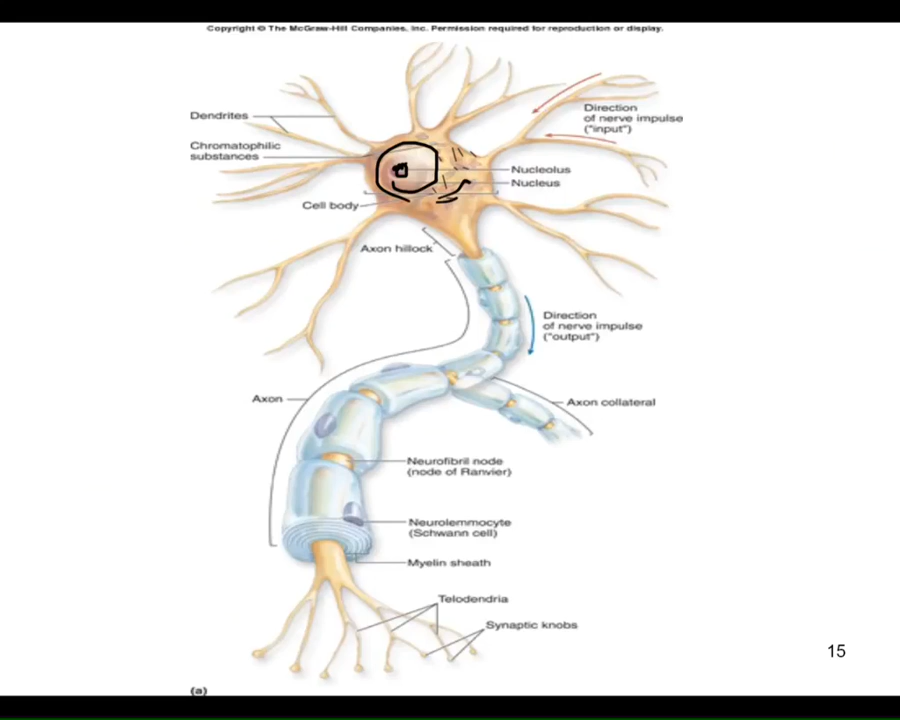 Copyright © The McGraw-Hill Companies, Inc. Permission required for reproduction or display.
Dendrites
Direction
of nerve impulse
("input")
Chromatophilic
substances
Nucleolus
Nucleus
Cell body
Axon hillock
Direction
of nerve impulse
("output")
Axon
Axon collateral
Neurofibril node
(node of Ranvier)
Neurolemmocyte
(Schwann cell)
Myelin sheath
Telodendria
Synaptic knobs
15
(a)